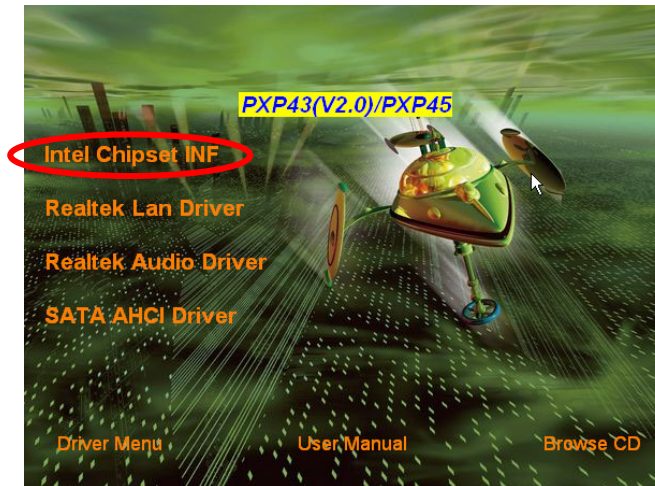 PXP43(V2.0)/PXP45
Intel Chipset INF
Realtek Lan Driver
Realtek Audio Driver
SATA AHCI Driver
Driver Menu
User Manual
Browse CD